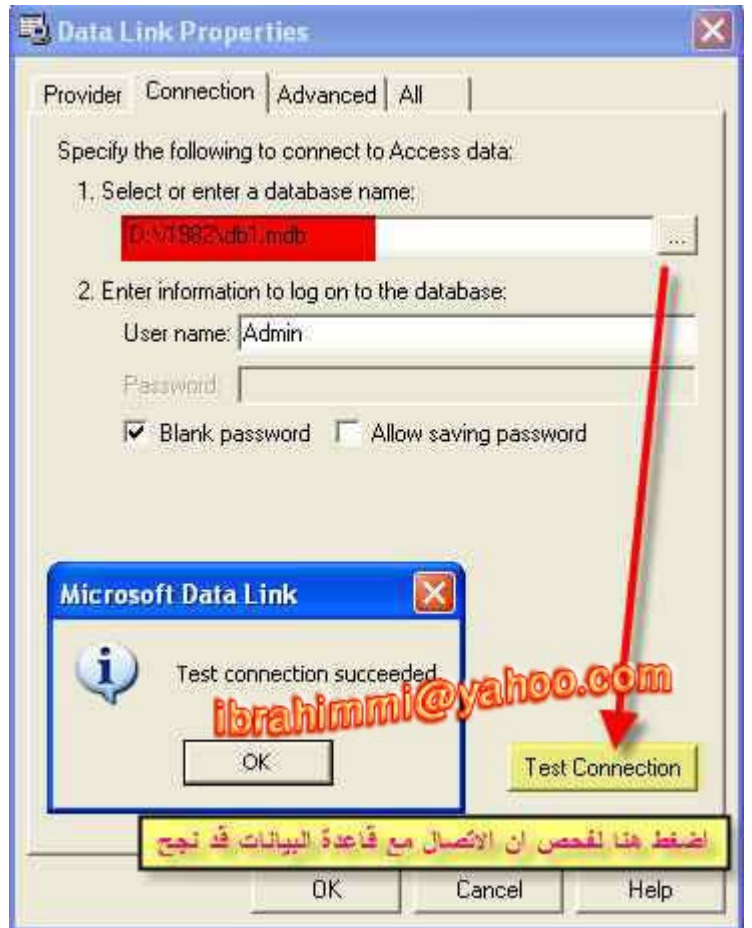 Data Link Properties
Provider Connection Advanced All
Specify the following to connect to Access data:
1. Select or enter a database name:
D:\1982\db1.mdb ...
2. Enter information to log on to the database:
User name: Admin
Password:
Blank password Allow saving password
Microsoft Data Link
Test connection succeeded.
ibrahimmi@yahoo.com
OK
Test Connection
اضغط هنا لفحص ان الاتصال مع قاعدة البيانات قد نجح
OK Cancel Help